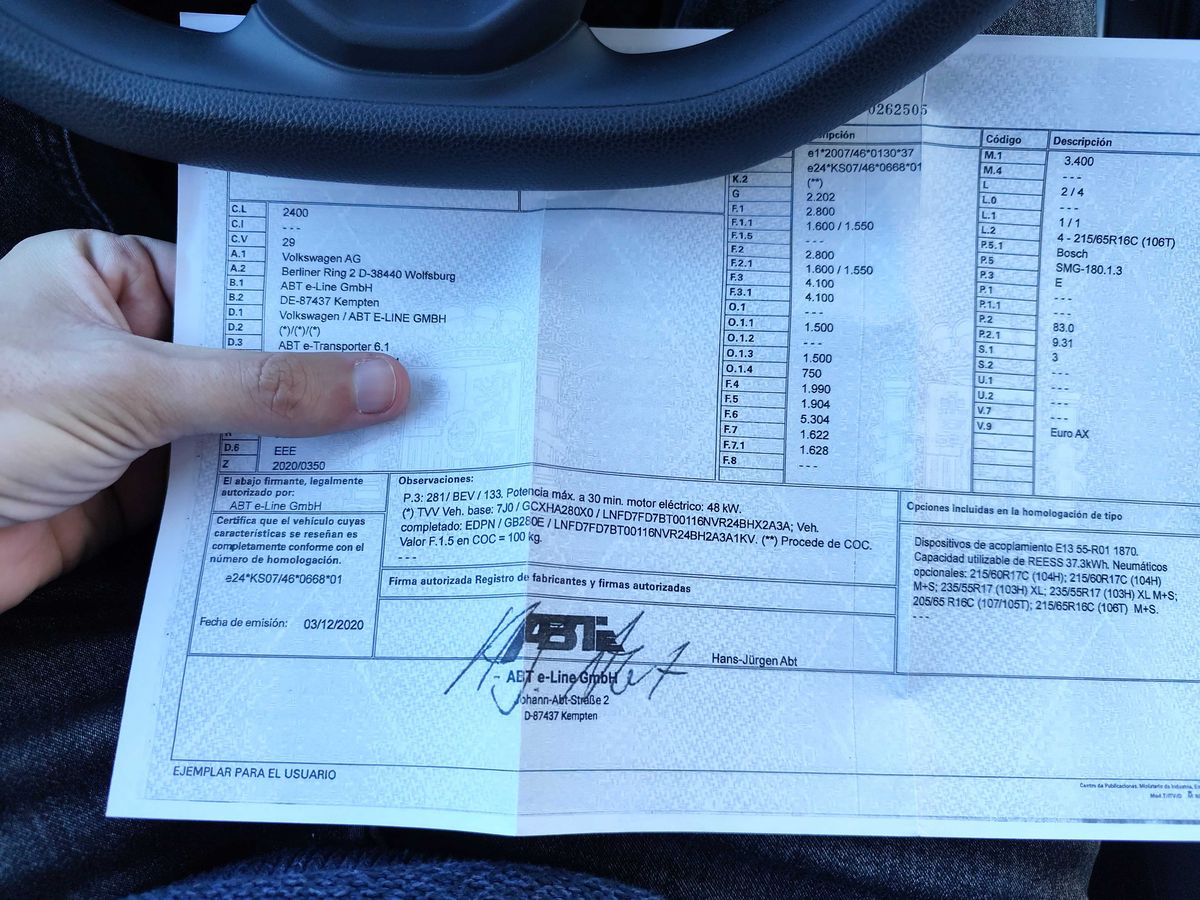 0262505
C.L 2400
C.I ---
C.V 29
A.1 Volkswagen AG
A.2 Berliner Ring 2 D-38440 Wolfsburg
B.1 ABT e-Line GmbH
B.2 DE-87437 Kempten
D.1 Volkswagen / ABT E-LINE GMBH
D.2 (*)/(*)/(*)
D.3 ABT e-Transporter 6.1
D.6 EEE
Z 2020/0350
El abajo firmante, legalmente
autorizado por:
ABT e-Line GmbH
Certifica que el vehículo cuyas
características se reseñan es
completamente conforme con el
número de homologación.
e24*KS07/46*0668*01
Fecha de emisión: 03/12/2020
e1*2007/46*0130*37
e24*KS07/46*0668*01
K.2 (**)
G 2.202
F.1 2.800
F.1.1 1.600 / 1.550
F.1.5 ---
F.2 2.800
F.2.1 1.600 / 1.550
F.3 4.100
F.3.1 4.100
O.1 ---
O.1.1 1.500
O.1.2 ---
O.1.3 1.500
O.1.4 750
F.4 1.990
F.5 1.904
F.6 5.304
F.7 1.622
F.7.1 1.628
F.8 ---
Código Descripción
M.1 3.400
M.4 ---
L 2 / 4
L.0 ---
L.1 1 / 1
L.2 4 - 215/65R16C (106T)
P.5.1 Bosch
P.5 SMG-180.1.3
P.3 E
P.1 ---
P.1.1 ---
P.2 83.0
P.2.1 9.31
S.1 3
S.2 ---
U.1 ---
U.2 ---
V.7 ---
V.9 Euro AX
Observaciones:
P.3: 281/ BEV / 133. Potencia máx. a 30 min. motor eléctrico: 48 kW.
(*) TVV Veh. base: 7J0 / GCXHA280X0 / LNFD7FD7BT00116NVR24BHX2A3A; Veh.
completado: EDPN / GB280E / LNFD7FD7BT00116NVR24BH2A3A1KV. (**) Procede de COC.
Valor F.1.5 en COC = 100 kg.
---
Firma autorizada Registro de fabricantes y firmas autorizadas
ABT e
Hans-Jürgen Abt
ABT e-Line GmbH
Johann-Abt-Straße 2
D-87437 Kempten
Opciones incluidas en la homologación de tipo
Dispositivos de acoplamiento E13 55-R01 1870.
Capacidad utilizable de REESS 37.3kWh. Neumáticos
opcionales: 215/60R17C (104H); 215/60R17C (104H)
M+S; 235/55R17 (103H) XL; 235/55R17 (103H) XL M+S;
205/65 R16C (107/105T); 215/65R16C (106T) M+S.
---
EJEMPLAR PARA EL USUARIO
Centro de Publicaciones. Ministerio de Industria,